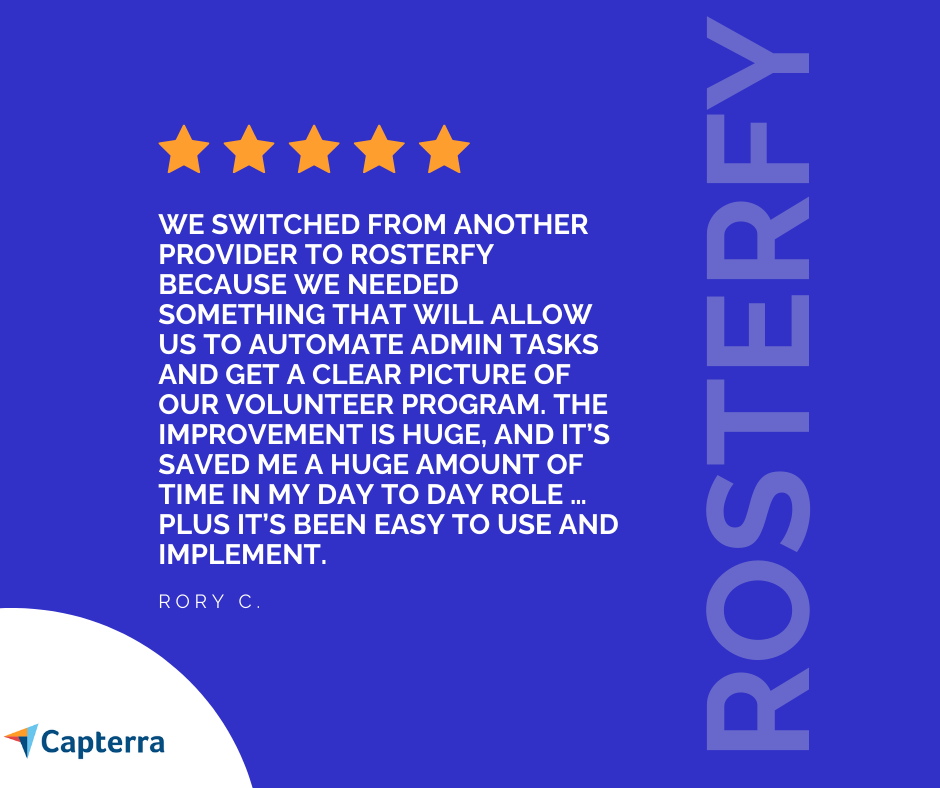 WE SWITCHED FROM ANOTHER
PROVIDER TO ROSTERFY
BECAUSE WE NEEDED
SOMETHING THAT WILL ALLOW
US TO AUTOMATE ADMIN TASKS
AND GET A CLEAR PICTURE OF
OUR VOLUNTEER PROGRAM. THE
IMPROVEMENT IS HUGE, AND IT’S
SAVED ME A HUGE AMOUNT OF
TIME IN MY DAY TO DAY ROLE ...
PLUS IT’S BEEN EASY TO USE AND
IMPLEMENT.
RORY C.
ROSTERFY
Capterra